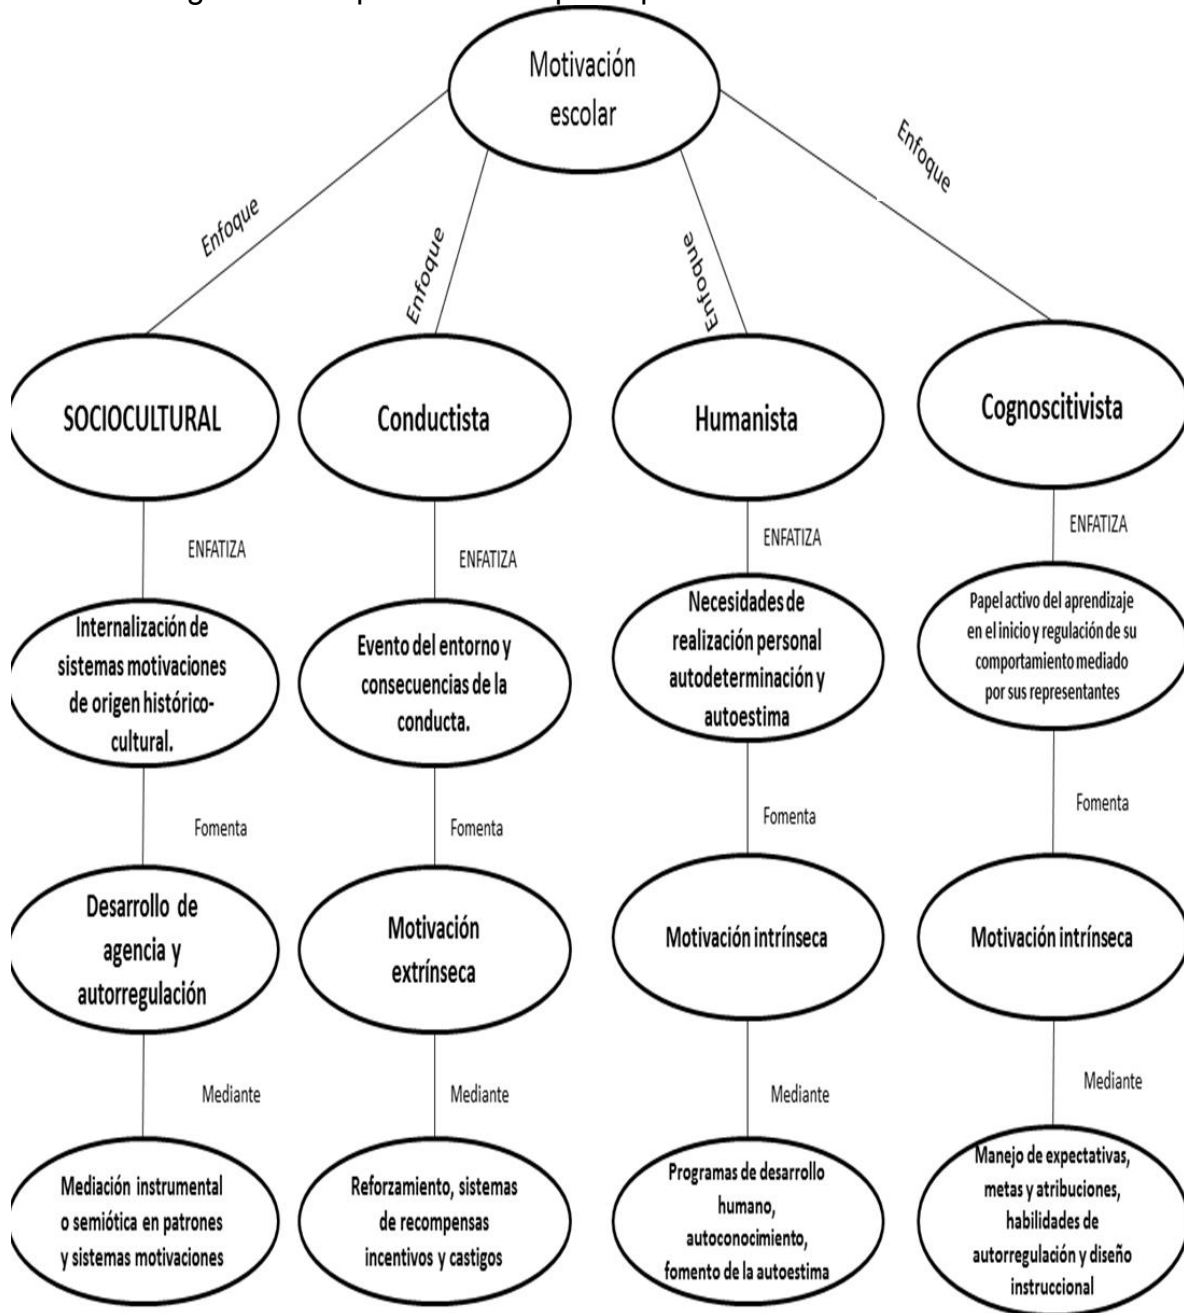 Motivación
escolar
Enfoque
Enfoque
Enfoque
Enfoque
SOCIOCULTURAL
Conductista
Humanista
Cognoscitivista
ENFATIZA
ENFATIZA
ENFATIZA
ENFATIZA
Internalización de
sistemas motivaciones
de origen histórico-
cultural.
Evento del entorno y
consecuencias de la
conducta.
Necesidades de
realización personal
autodeterminación y
autoestima
Papel activo del aprendizaje
en el inicio y regulación de su
comportamiento mediado
por sus representantes
Fomenta
Fomenta
Fomenta
Fomenta
Desarrollo de
agencia y
autorregulación
Motivación
extrínseca
Motivación intrínseca
Motivación intrínseca
Mediante
Mediante
Mediante
Mediante
Mediación instrumental
o semiótica en patrones
y sistemas motivaciones
Reforzamiento, sistemas
de recompensas
incentivos y castigos
Programas de desarrollo
humano,
autoconocimiento,
fomento de la autoestima
Manejo de expectativas,
metas y atribuciones,
habilidades de
autorregulación y diseño
instruccional